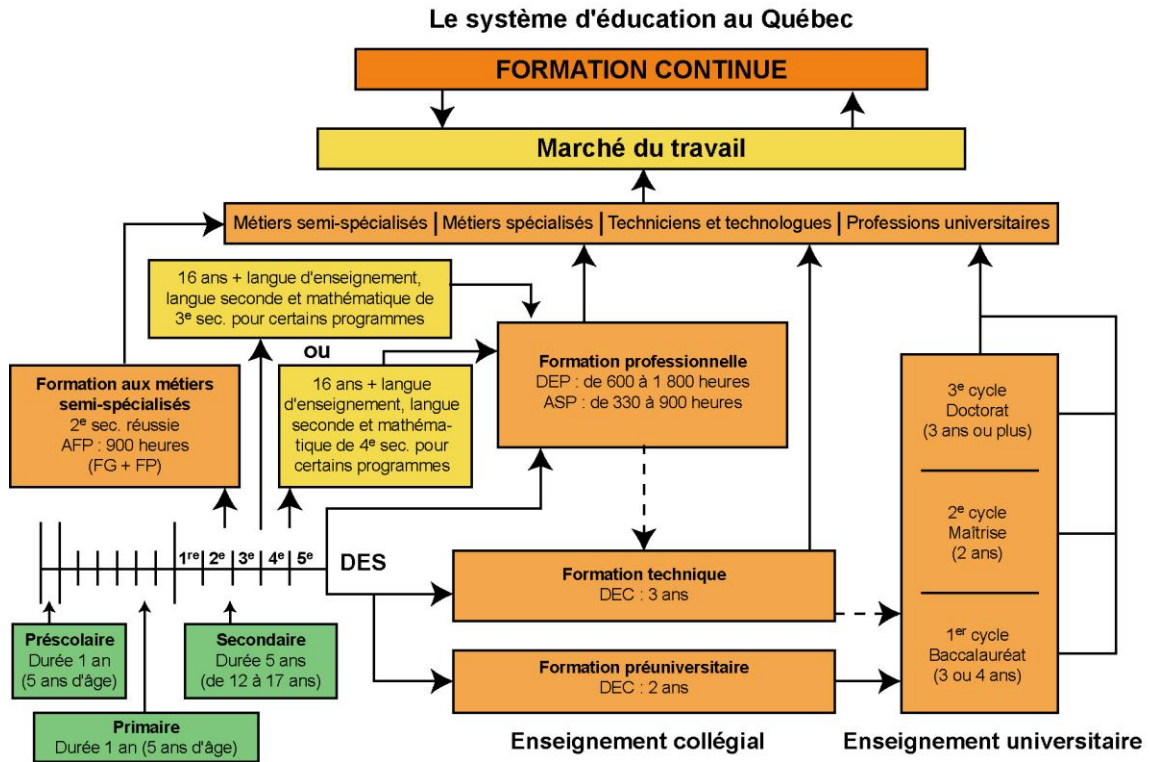 Le système d'éducation au Québec
FORMATION CONTINUE
Marché du travail
Métiers semi-spécialisés | Métiers spécialisés | Techniciens et technologues | Professions universitaires
16 ans + langue d'enseignement,
langue seconde et mathématique de
3e sec. pour certains programmes
ou
Formation aux métiers
semi-spécialisés
2e sec. réussie
AFP : 900 heures
(FG + FP)
16 ans + langue
d'enseignement, langue
seconde et mathéma-
tique de 4e sec. pour
certains programmes
Formation professionnelle
DEP : de 600 à 1 800 heures
ASP : de 330 à 900 heures
3e cycle
Doctorat
(3 ans ou plus)
2e cycle
Maîtrise
(2 ans)
1er cycle
Baccalauréat
(3 ou 4 ans)
1re 2e 3e 4e 5e
DES
Formation technique
DEC : 3 ans
Formation préuniversitaire
DEC : 2 ans
Préscolaire
Durée 1 an
(5 ans d'âge)
Secondaire
Durée 5 ans
(de 12 à 17 ans)
Primaire
Durée 1 an (5 ans d'âge)
Enseignement collégial
Enseignement universitaire